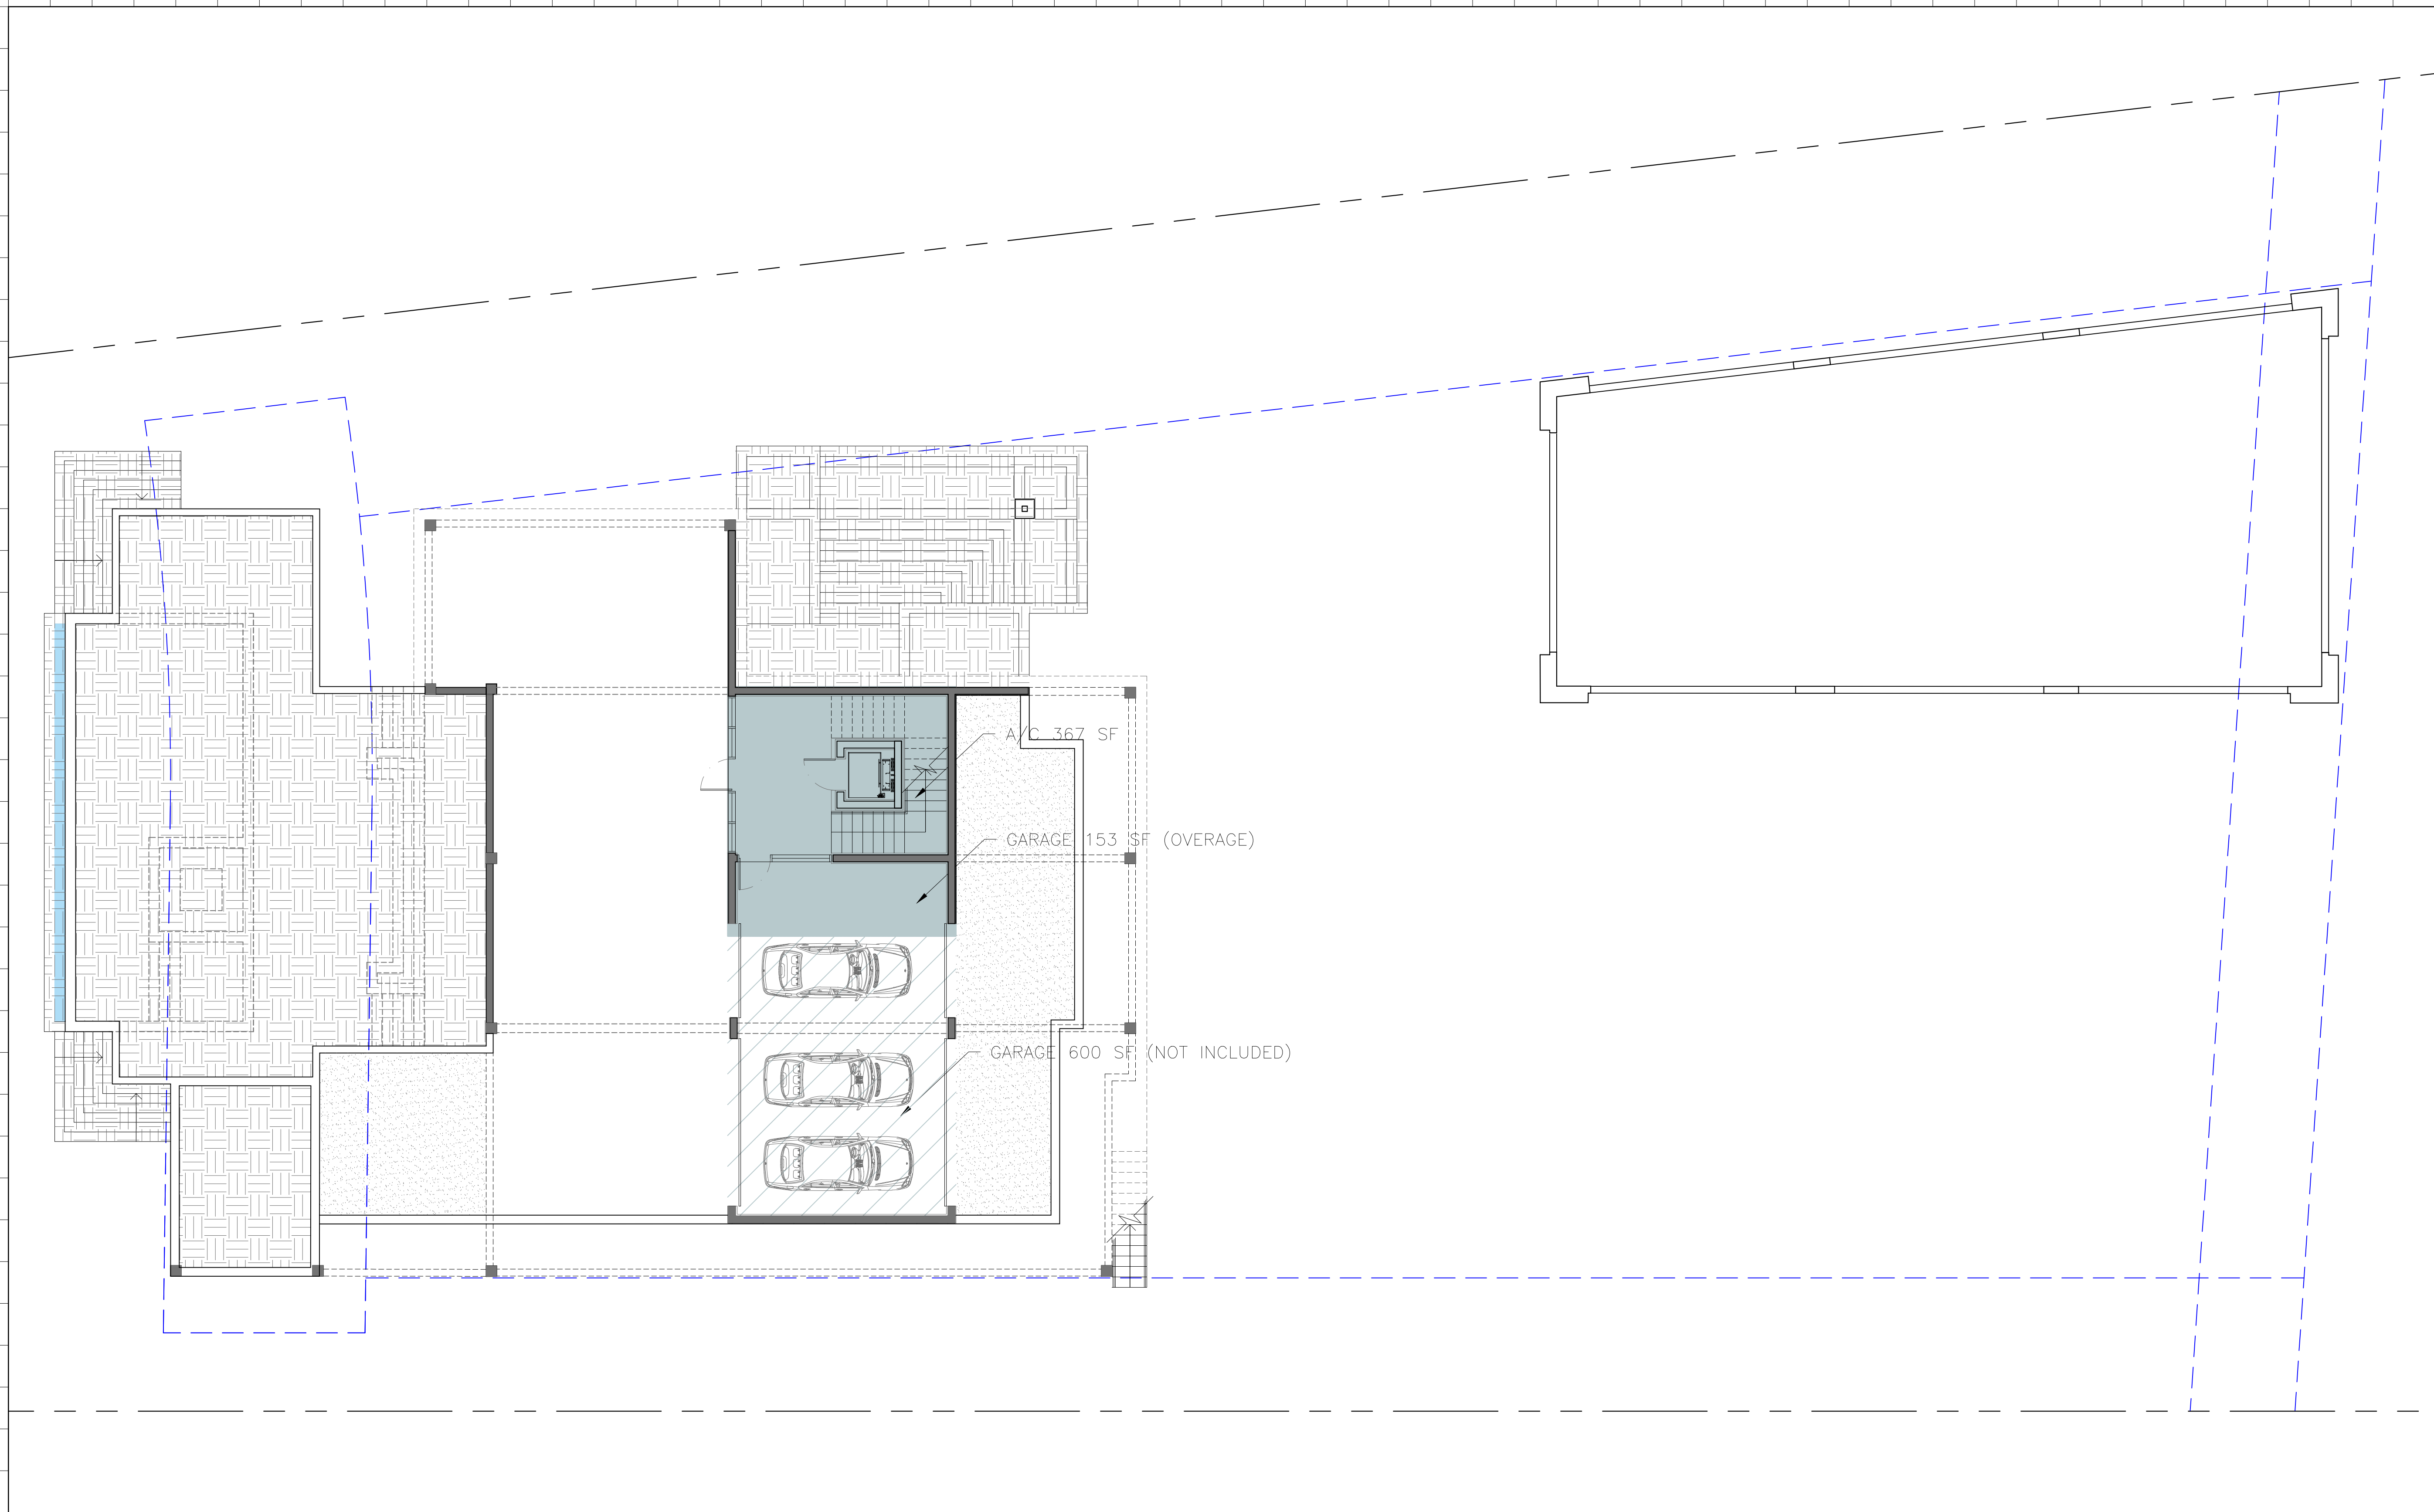 A/C 367 SF
GARAGE 153 SF (OVERAGE)
GARAGE 600 SF (NOT INCLUDED)